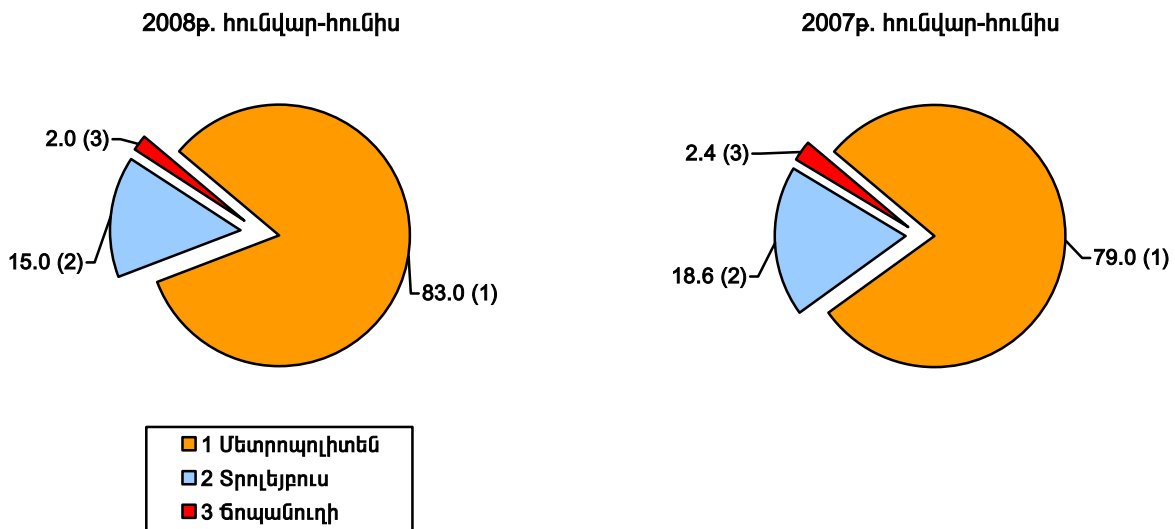 2008թ. հունվար-հունիս
2007թ. հունվար-հունիս
2.0 (3)
15.0 (2)
83.0 (1)
2.4 (3)
18.6 (2)
79.0 (1)
1 Մետրոպոլիտեն
2 Տրոլեյբուս
3 Ճոպանուղի